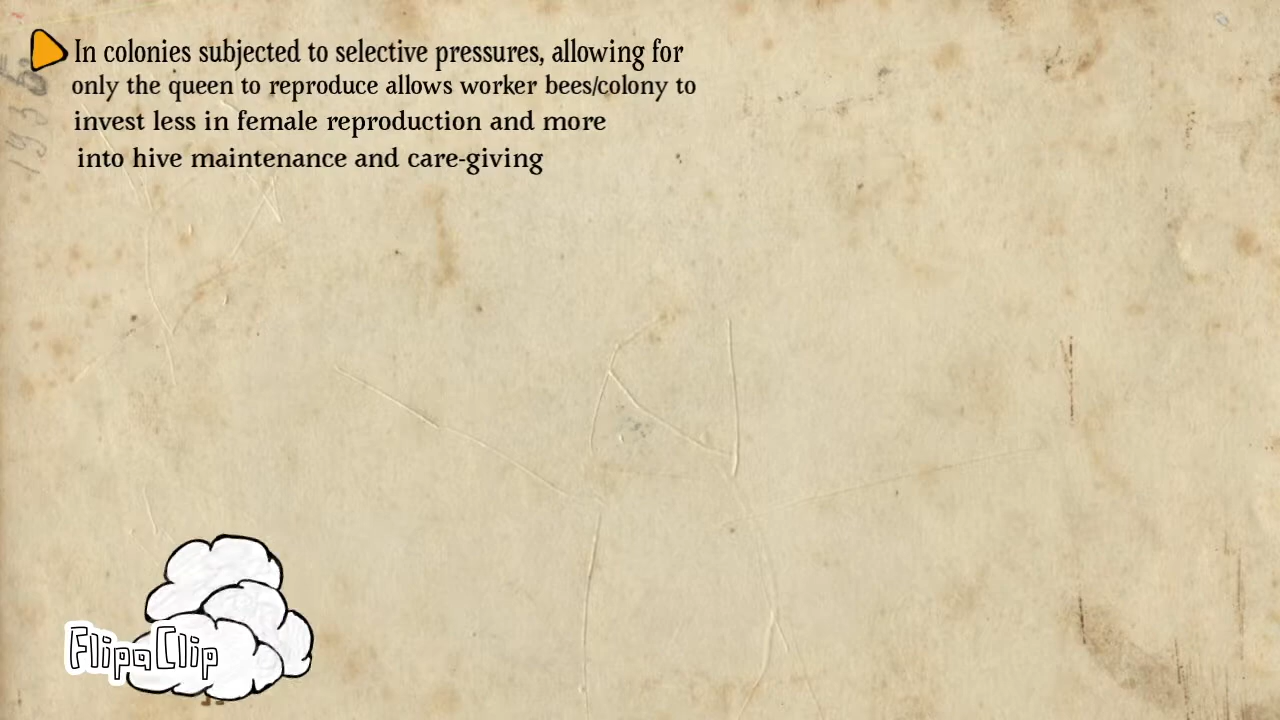 In colonies subjected to selective pressures, allowing for
only the queen to reproduce allows worker bees/colony to
invest less in female reproduction and more
into hive maintenance and care-giving
FlipaClip